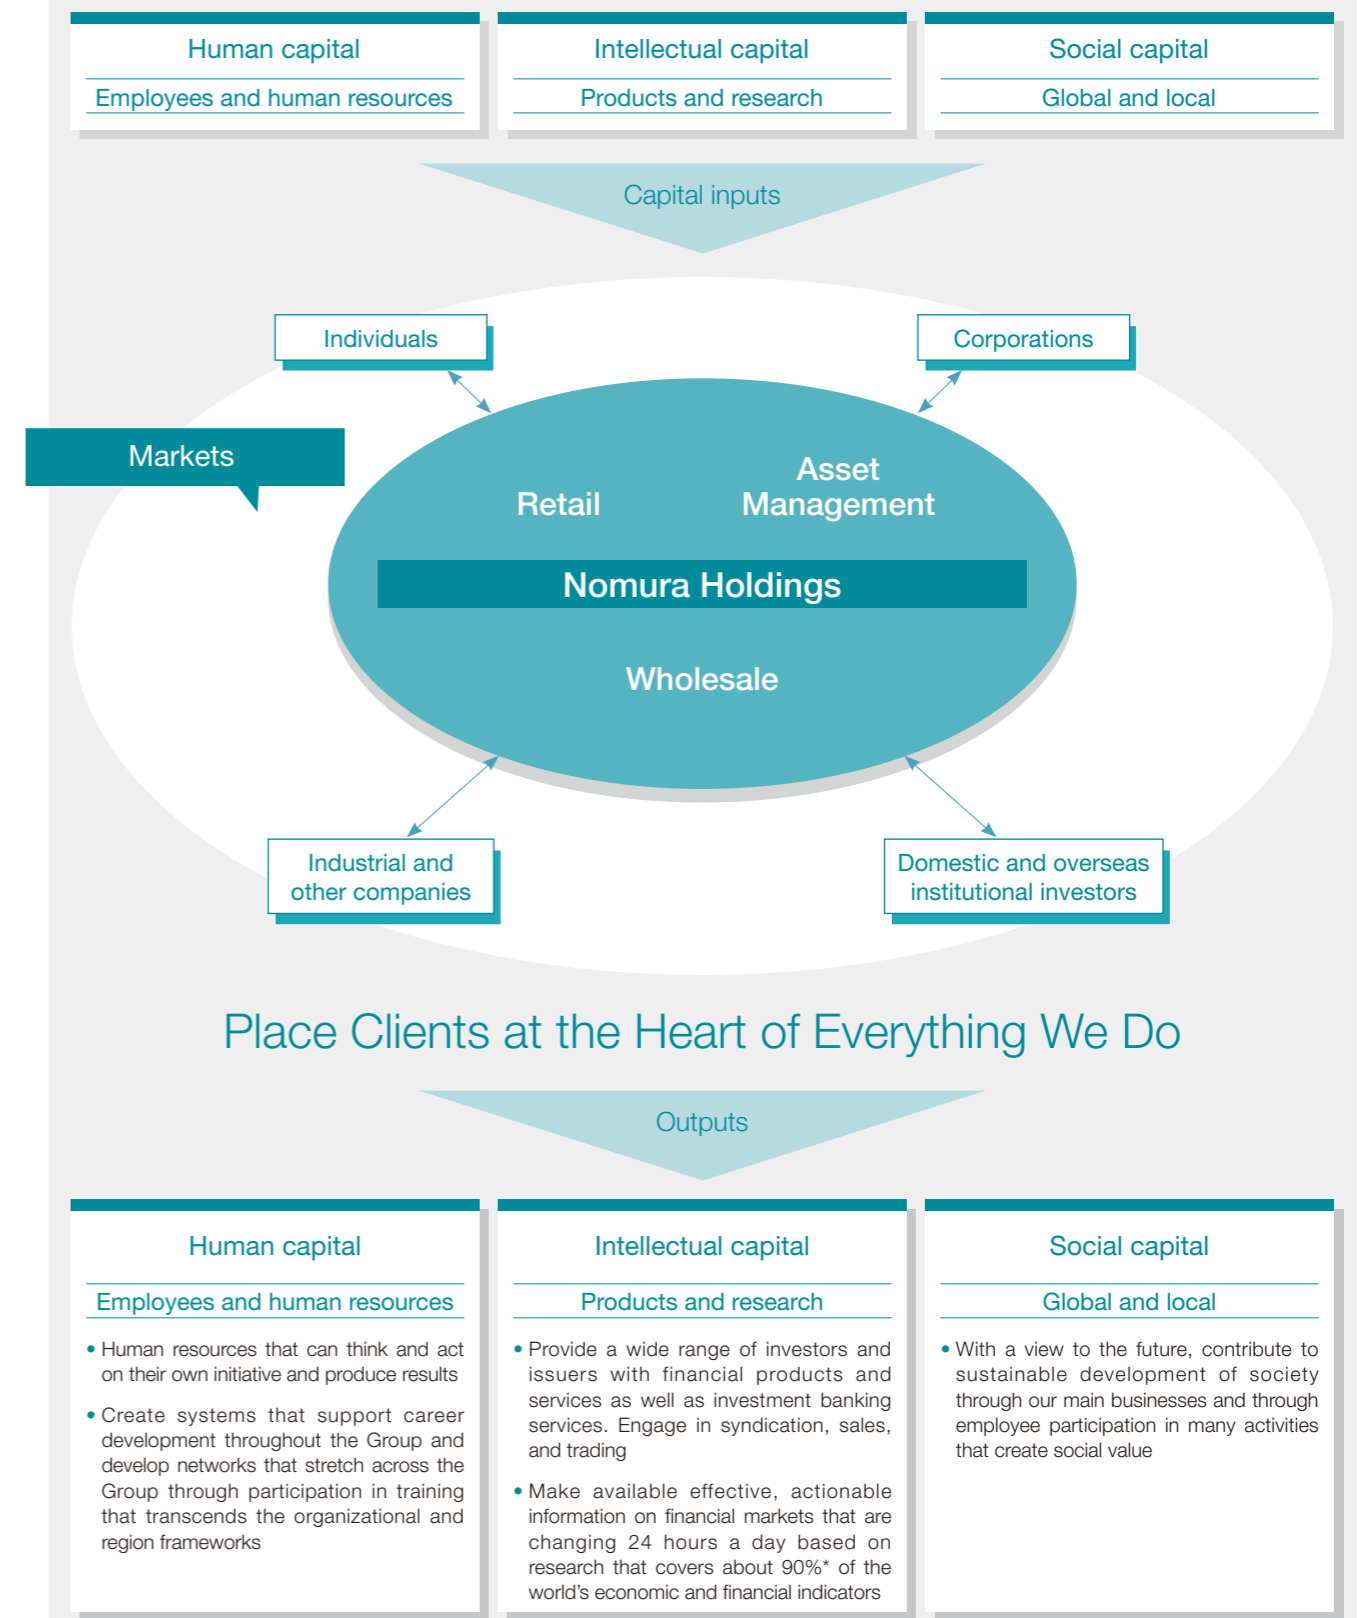 Human capital
Employees and human resources
Intellectual capital
Products and research
Social capital
Global and local
Capital inputs
Individuals
Corporations
Markets
Retail
Asset
Management
Nomura Holdings
Wholesale
Industrial and
other companies
Domestic and overseas
institutional investors
Place Clients at the Heart of Everything We Do
Outputs
Human capital
Employees and human resources
• Human resources that can think and act
on their own initiative and produce results
• Create systems that support career
development throughout the Group and
develop networks that stretch across the
Group through participation in training
that transcends the organizational and
region frameworks
Intellectual capital
Products and research
• Provide a wide range of investors and
issuers with financial products and
services as well as investment banking
services. Engage in syndication, sales,
and trading
• Make available effective, actionable
information on financial markets that are
changing 24 hours a day based on
research that covers about 90%* of the
world's economic and financial indicators
Social capital
Global and local
• With a view to the future, contribute to
sustainable development of society
through our main businesses and through
employee participation in many activities
that create social value